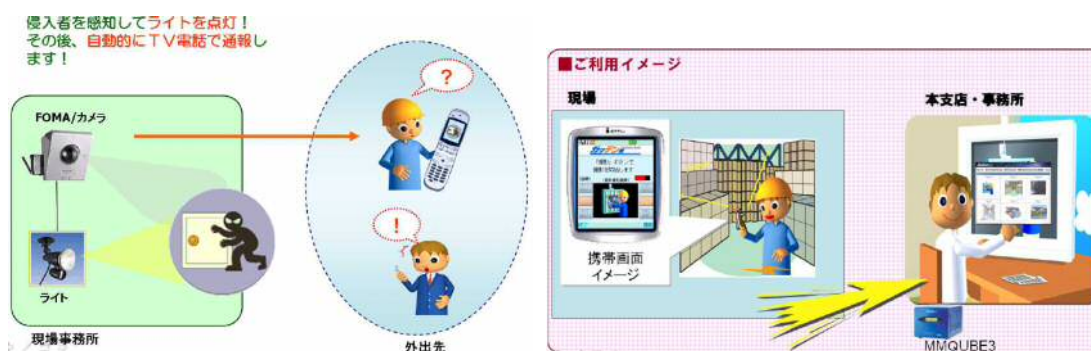 侵入者を感知してライトを点灯！
その後、自動的にＴＶ電話で通報し
ます！
FOMA/カメラ
ライト
現場事務所
？
！
外出先
■ご利用イメージ
現場
携帯画面
イメージ
本支店・事務所
MMQUBE3